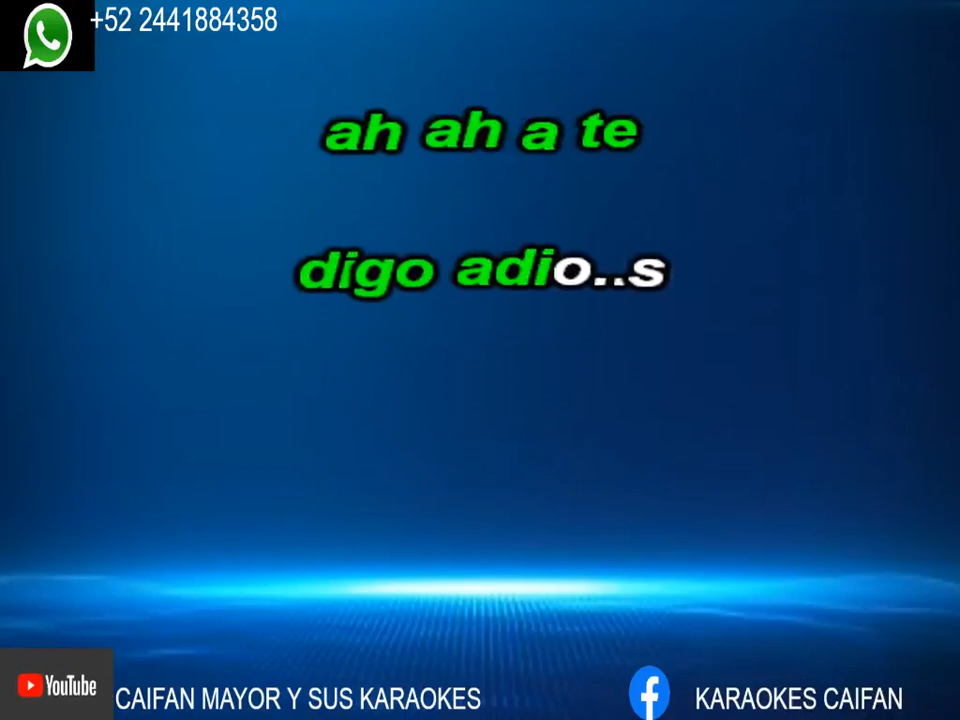 +52 2441884358
ah ah a te
digo adio..s
YouTube
CAIFAN MAYOR Y SUS KARAOKES
KARAOKES CAIFAN